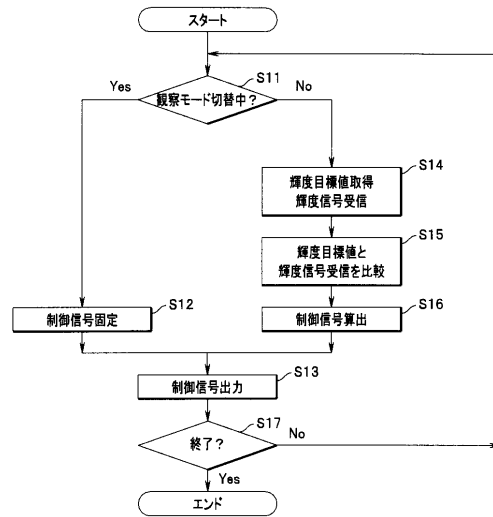 スタート
S11
Yes
観察モード切替中？
No
S14
輝度目標値取得
輝度信号受信
S15
輝度目標値と
輝度信号受信を比較
S12
制御信号固定
S16
制御信号算出
S13
制御信号出力
S17
終了？
No
Yes
エンド